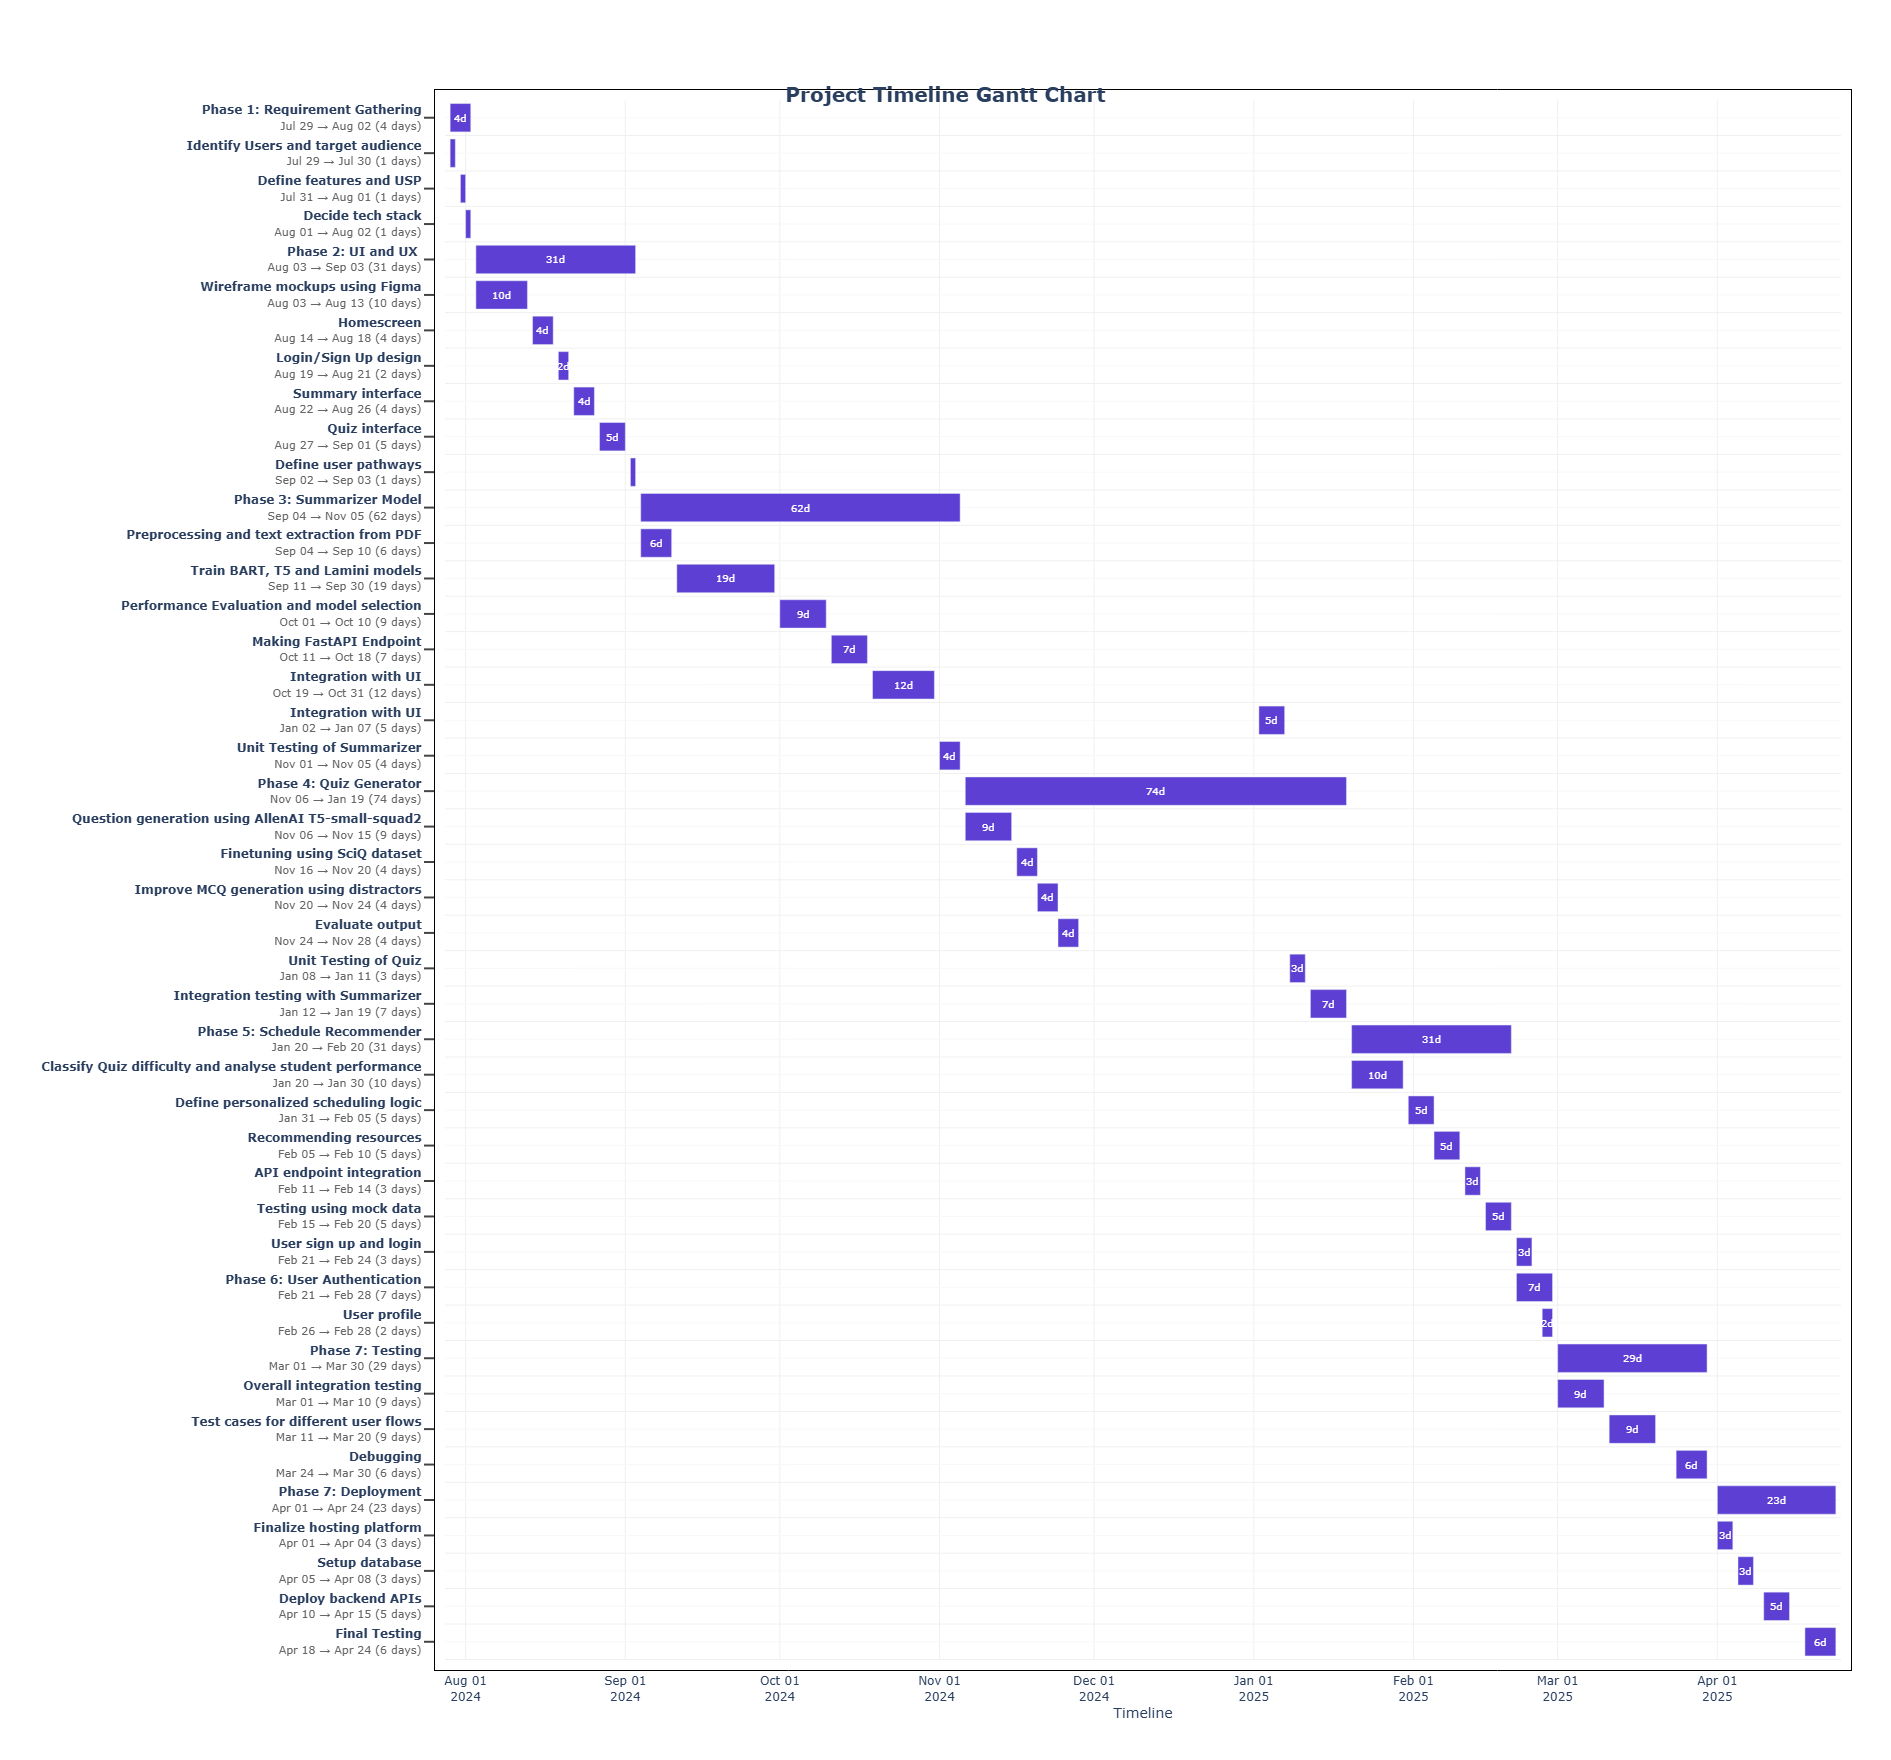 Project Timeline Gantt Chart
Phase 1: Requirement Gathering
Jul 29 → Aug 02 (4 days)
4d
Identify Users and target audience
Jul 29 → Jul 30 (1 days)
Define features and USP
Jul 31 → Aug 01 (1 days)
Decide tech stack
Aug 01 → Aug 02 (1 days)
Phase 2: UI and UX
Aug 03 → Sep 03 (31 days)
31d
Wireframe mockups using Figma
Aug 03 → Aug 13 (10 days)
10d
Homescreen
Aug 14 → Aug 18 (4 days)
4d
Login/Sign Up design
Aug 19 → Aug 21 (2 days)
2d
Summary interface
Aug 22 → Aug 26 (4 days)
4d
Quiz interface
Aug 27 → Sep 01 (5 days)
5d
Define user pathways
Sep 02 → Sep 03 (1 days)
Phase 3: Summarizer Model
Sep 04 → Nov 05 (62 days)
62d
Preprocessing and text extraction from PDF
Sep 04 → Sep 10 (6 days)
6d
Train BART, T5 and Lamini models
Sep 11 → Sep 30 (19 days)
19d
Performance Evaluation and model selection
Oct 01 → Oct 10 (9 days)
9d
Making FastAPI Endpoint
Oct 11 → Oct 18 (7 days)
7d
Integration with UI
Oct 19 → Oct 31 (12 days)
12d
Integration with UI
Jan 02 → Jan 07 (5 days)
5d
Unit Testing of Summarizer
Nov 01 → Nov 05 (4 days)
4d
Phase 4: Quiz Generator
Nov 06 → Jan 19 (74 days)
74d
Question generation using AllenAI T5-small-squad2
Nov 06 → Nov 15 (9 days)
9d
Finetuning using SciQ dataset
Nov 16 → Nov 20 (4 days)
4d
Improve MCQ generation using distractors
Nov 20 → Nov 24 (4 days)
4d
Evaluate output
Nov 24 → Nov 28 (4 days)
4d
Unit Testing of Quiz
Jan 08 → Jan 11 (3 days)
3d
Integration testing with Summarizer
Jan 12 → Jan 19 (7 days)
7d
Phase 5: Schedule Recommender
Jan 20 → Feb 20 (31 days)
31d
Classify Quiz difficulty and analyse student performance
Jan 20 → Jan 30 (10 days)
10d
Define personalized scheduling logic
Jan 31 → Feb 05 (5 days)
5d
Recommending resources
Feb 05 → Feb 10 (5 days)
5d
API endpoint integration
Feb 11 → Feb 14 (3 days)
3d
Testing using mock data
Feb 15 → Feb 20 (5 days)
5d
User sign up and login
Feb 21 → Feb 24 (3 days)
3d
Phase 6: User Authentication
Feb 21 → Feb 28 (7 days)
7d
User profile
Feb 26 → Feb 28 (2 days)
2d
Phase 7: Testing
Mar 01 → Mar 30 (29 days)
29d
Overall integration testing
Mar 01 → Mar 10 (9 days)
9d
Test cases for different user flows
Mar 11 → Mar 20 (9 days)
9d
Debugging
Mar 24 → Mar 30 (6 days)
6d
Phase 7: Deployment
Apr 01 → Apr 24 (23 days)
23d
Finalize hosting platform
Apr 01 → Apr 04 (3 days)
3d
Setup database
Apr 05 → Apr 08 (3 days)
3d
Deploy backend APIs
Apr 10 → Apr 15 (5 days)
5d
Final Testing
Apr 18 → Apr 24 (6 days)
6d
Aug 01 Sep 01 Oct 01 Nov 01 Dec 01 Jan 01 Feb 01 Mar 01 Apr 01
2024 2024 2024 2024 2024 2025 2025 2025 2025
Timeline